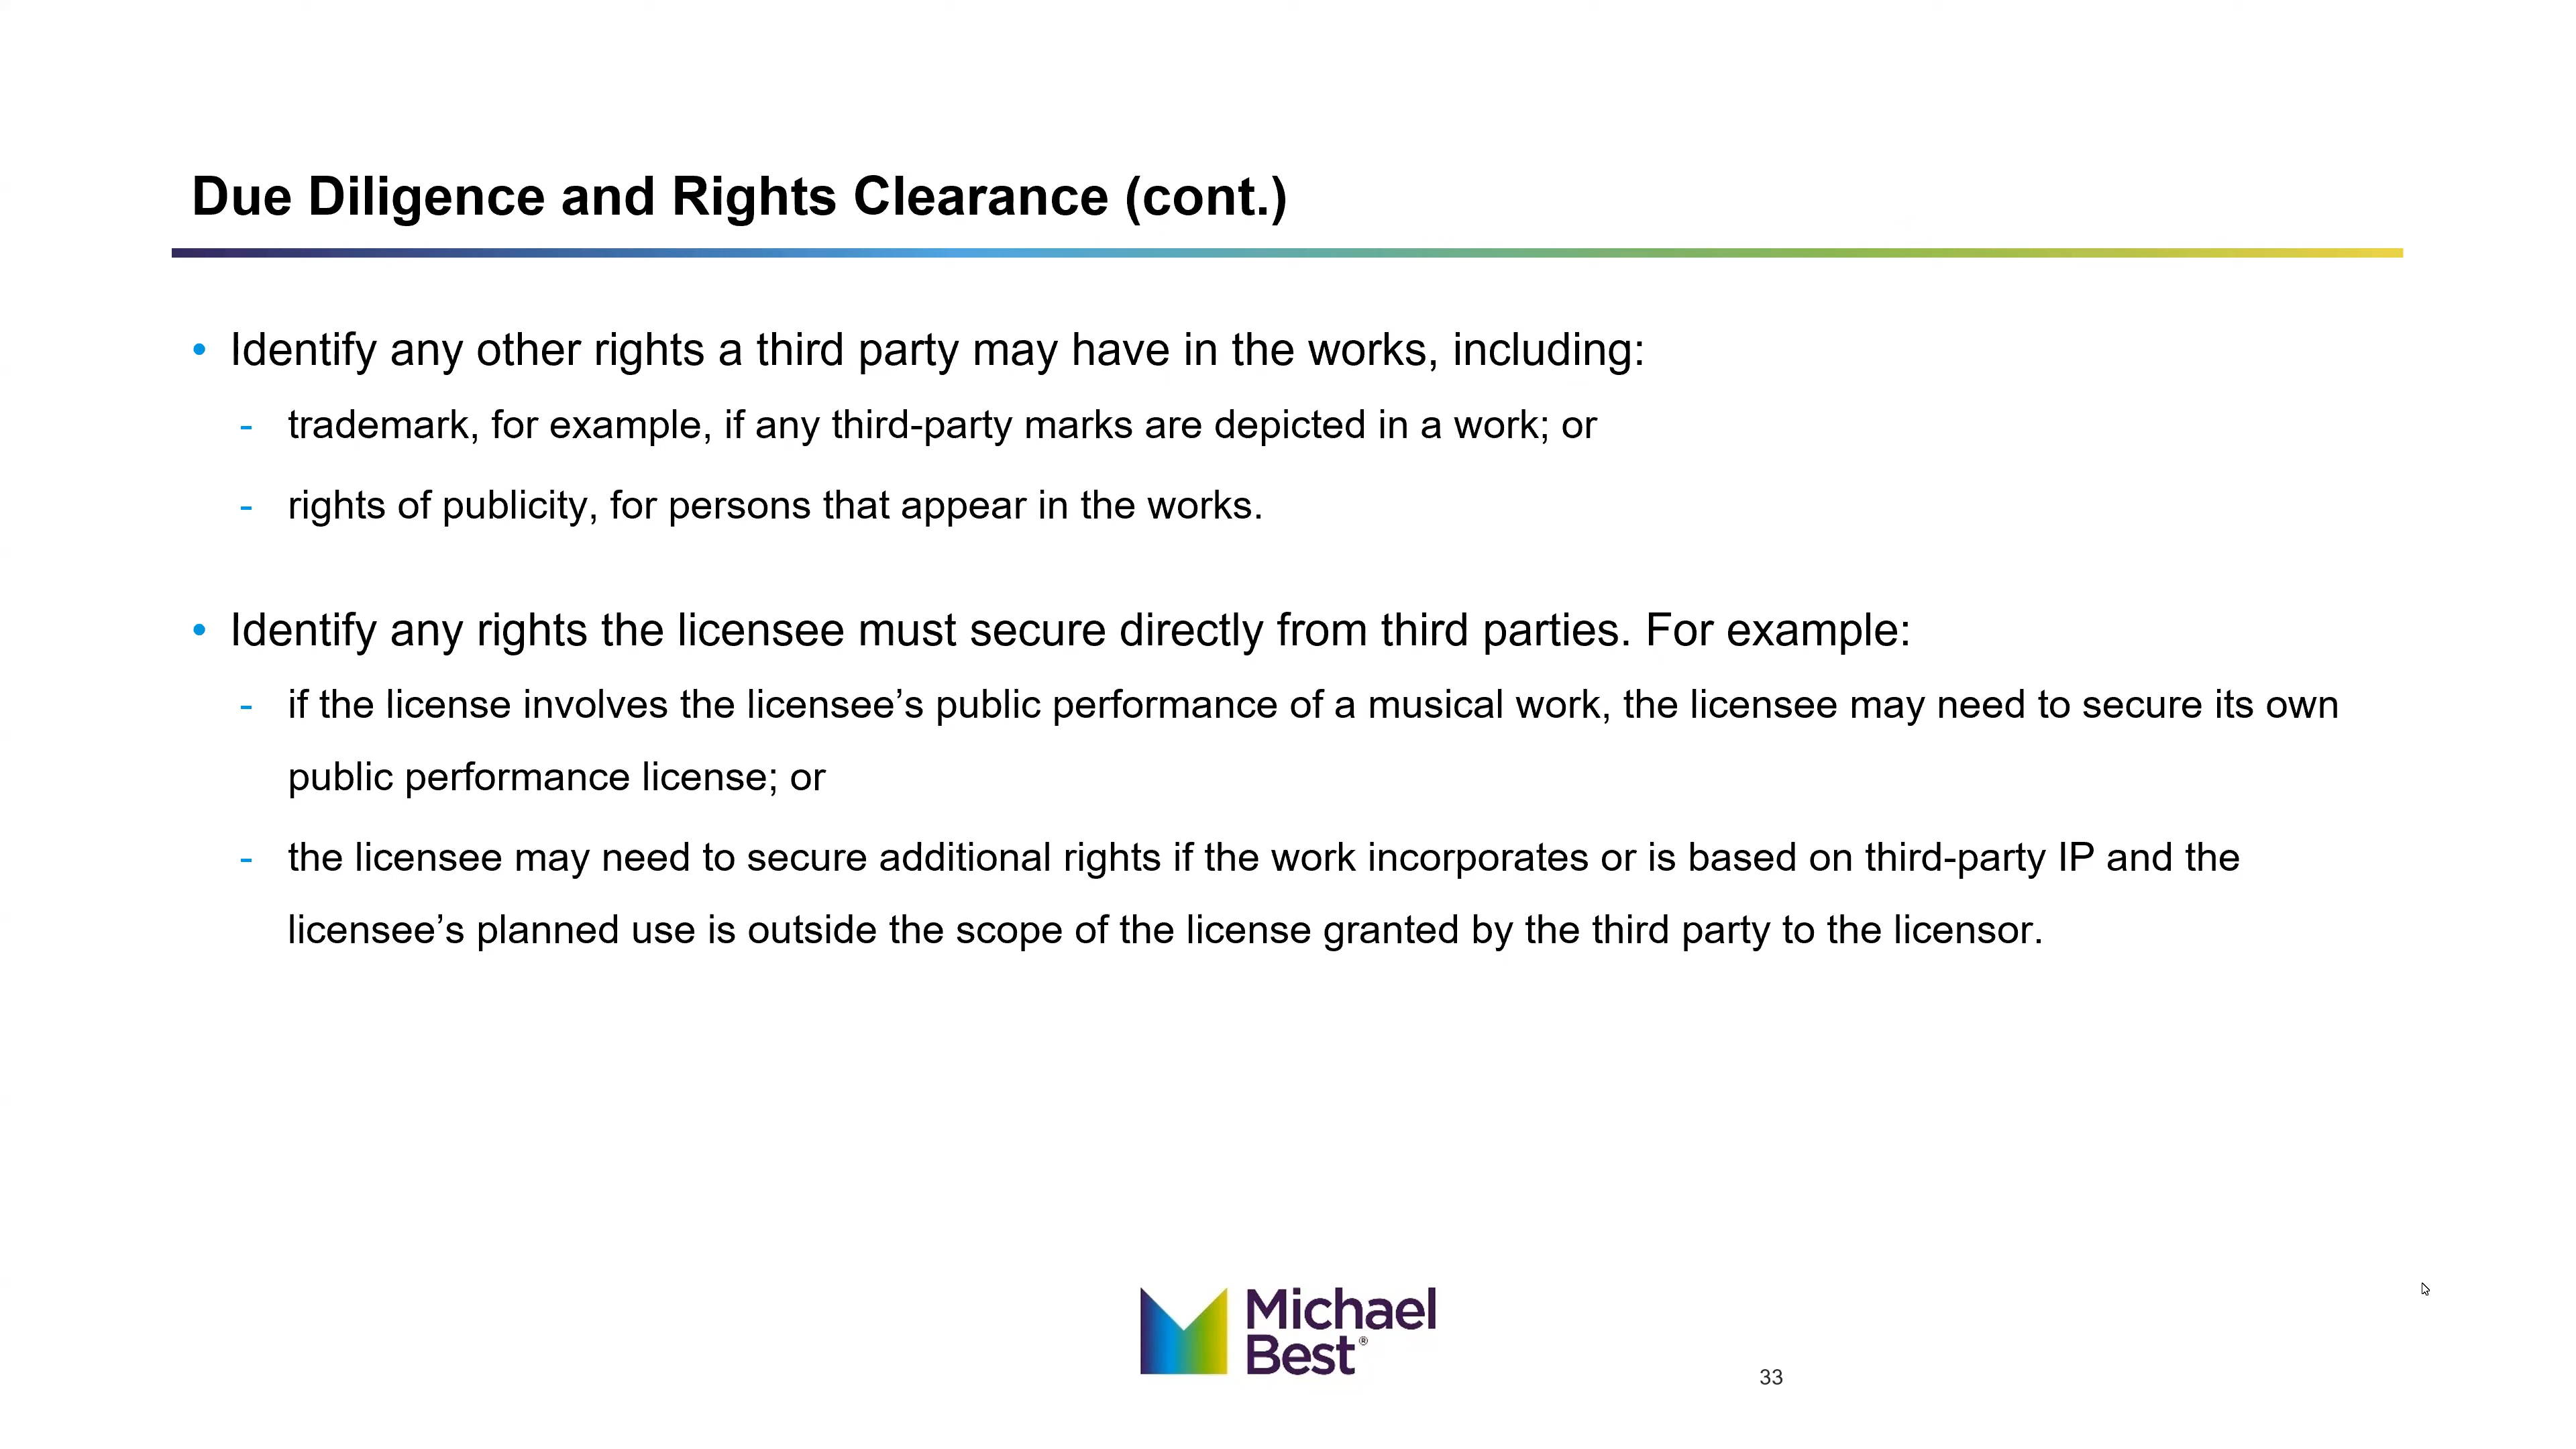 Due Diligence and Rights Clearance (cont.)
• Identify any other rights a third party may have in the works, including:
- trademark, for example, if any third-party marks are depicted in a work; or
- rights of publicity, for persons that appear in the works.
• Identify any rights the licensee must secure directly from third parties. For example:
- if the license involves the licensee’s public performance of a musical work, the licensee may need to secure its own
public performance license; or
- the licensee may need to secure additional rights if the work incorporates or is based on third-party IP and the
licensee’s planned use is outside the scope of the license granted by the third party to the licensor.
Michael
Best®
33